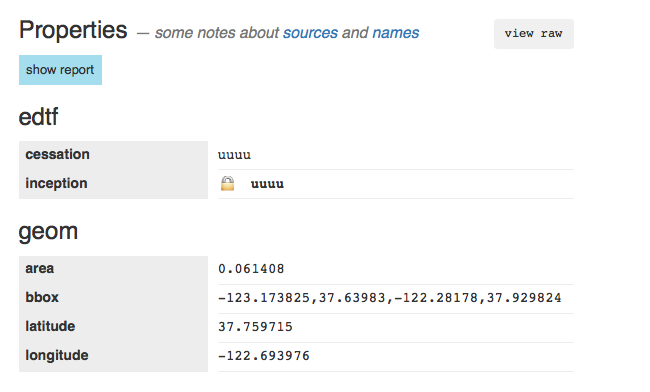 Properties — some notes about sources and names
view raw
show report
edtf
cessation uuuu
inception uuuu
geom
area 0.061408
bbox -123.173825,37.63983,-122.28178,37.929824
latitude 37.759715
longitude -122.693976